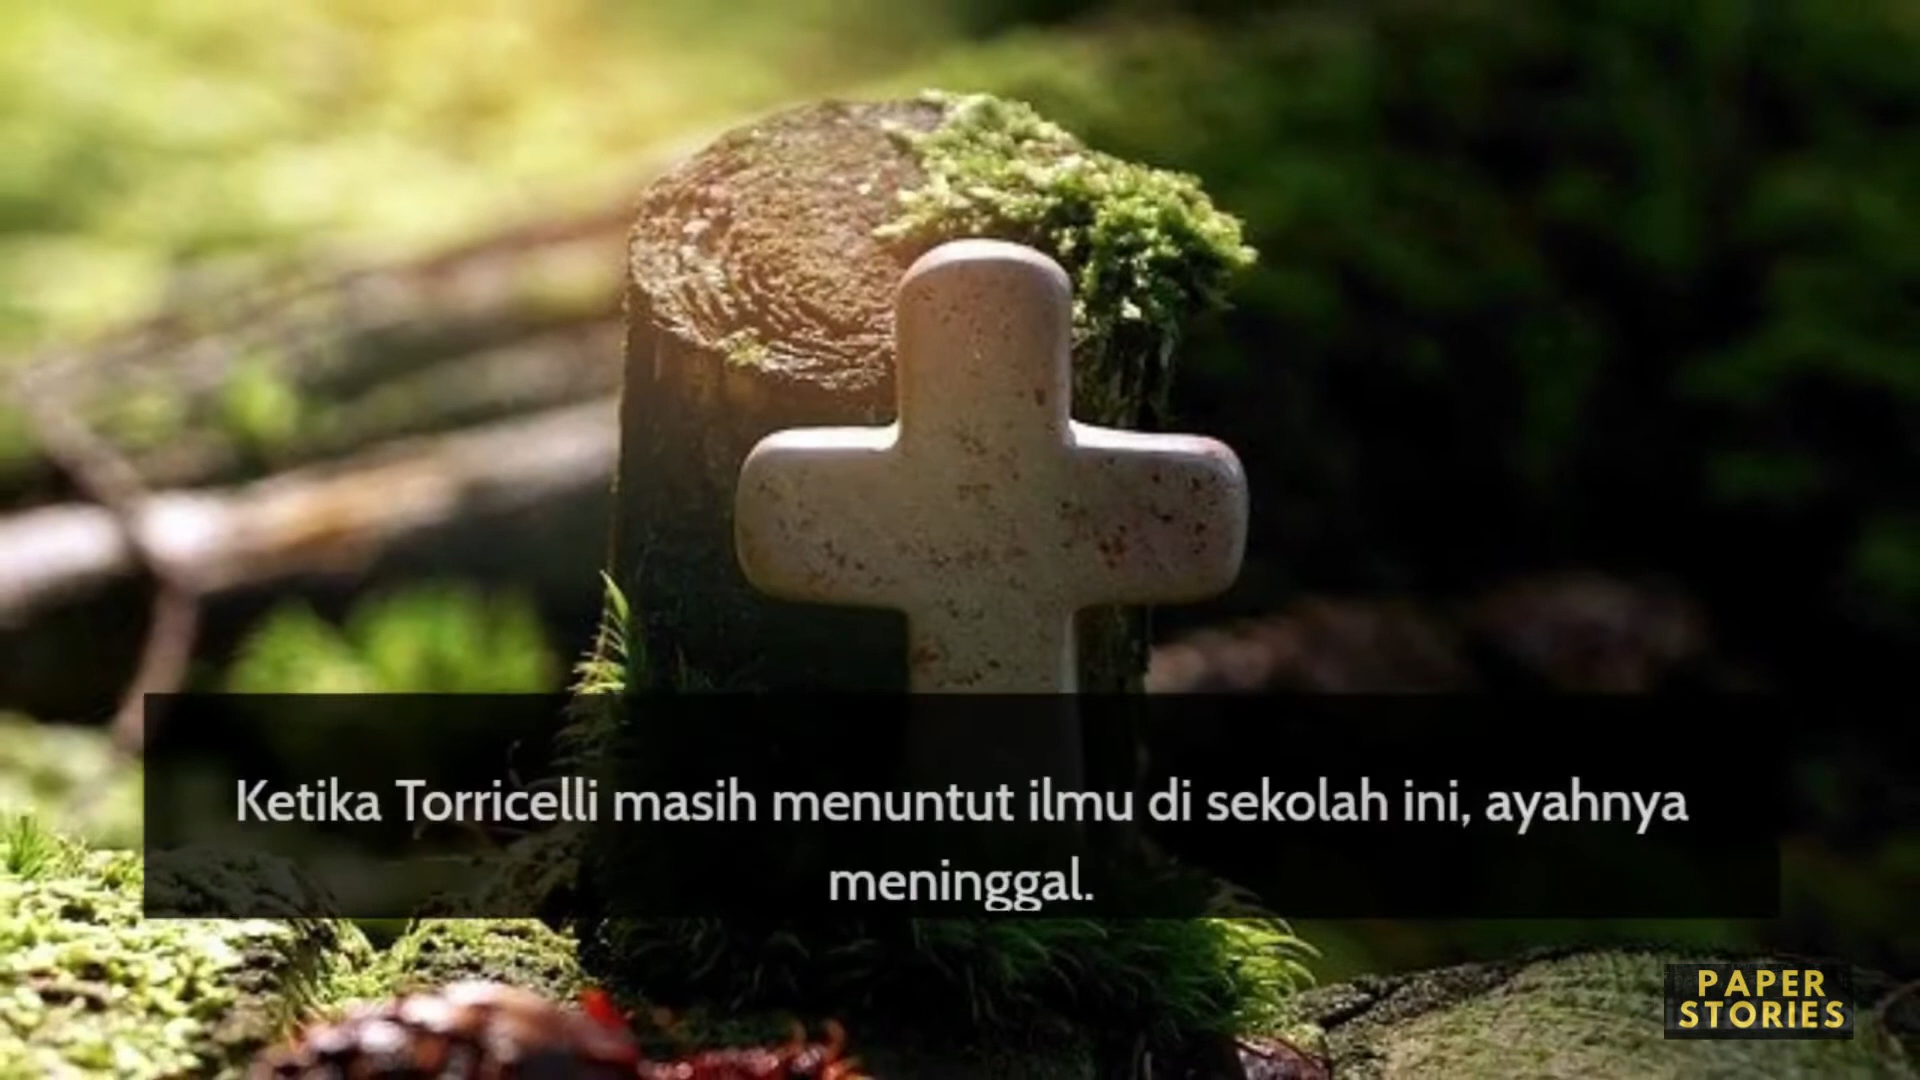 Ketika Torricelli masih menuntut ilmu di sekolah ini, ayahnya
meninggal.
PAPER
STORIES